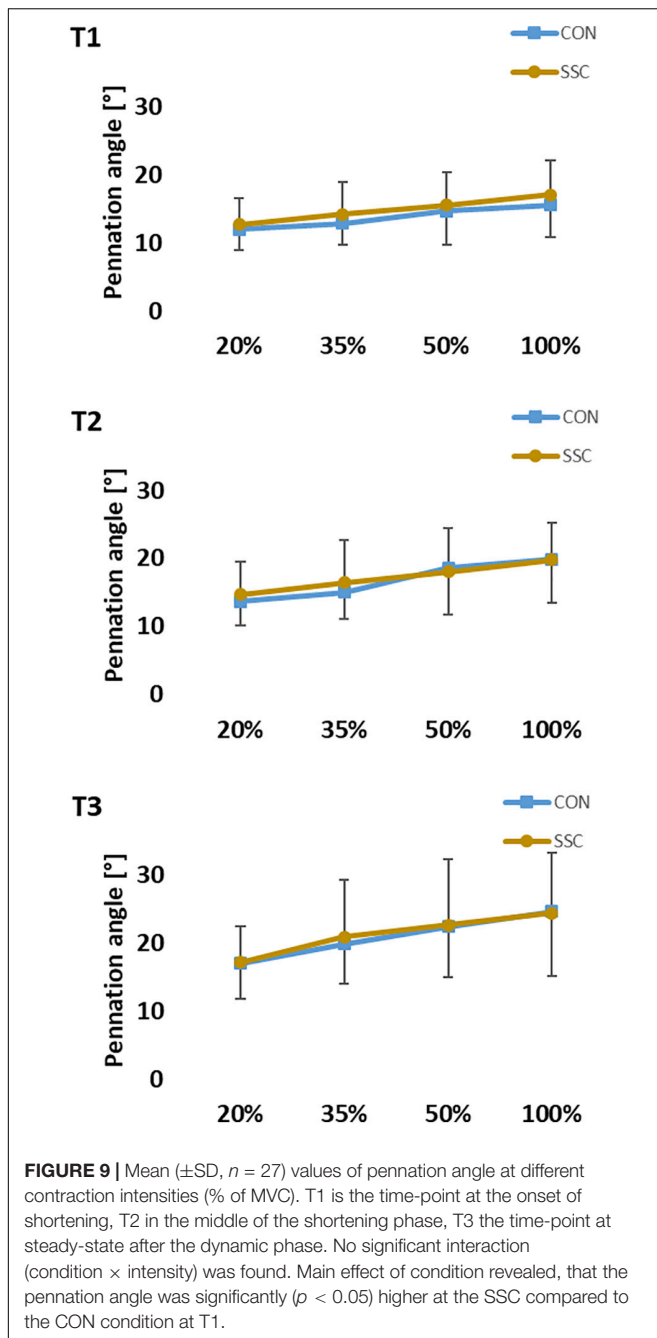 T1
CON
SSC
Pennation angle [°]
30
20
10
0
20% 35% 50% 100%
T2
CON
SSC
Pennation angle [°]
30
20
10
0
20% 35% 50% 100%
T3
CON
SSC
Pennation angle [°]
30
20
10
0
20% 35% 50% 100%
FIGURE 9 | Mean (±SD, n = 27) values of pennation angle at different
contraction intensities (% of MVC). T1 is the time-point at the onset of
shortening, T2 in the middle of the shortening phase, T3 the time-point at
steady-state after the dynamic phase. No significant interaction
(condition × intensity) was found. Main effect of condition revealed, that the
pennation angle was significantly (p < 0.05) higher at the SSC compared to
the CON condition at T1.